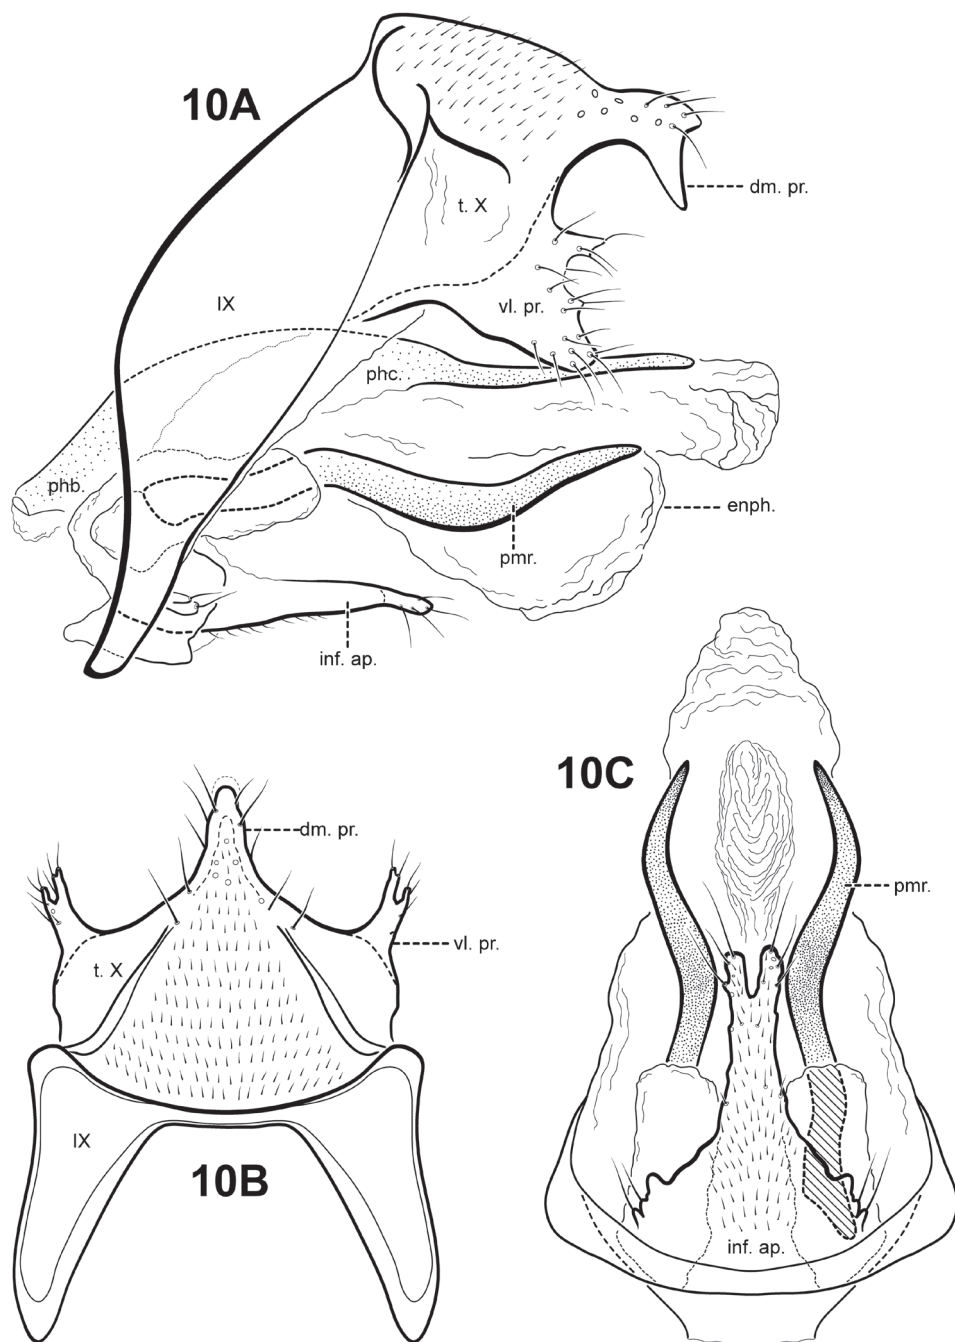 10A
dm. pr.
t. X
IX
vl. pr.
phc.
phb.
enph.
pmr.
inf. ap.
10B
dm. pr.
vl. pr.
t. X
IX
10C
pmr.
inf. ap.